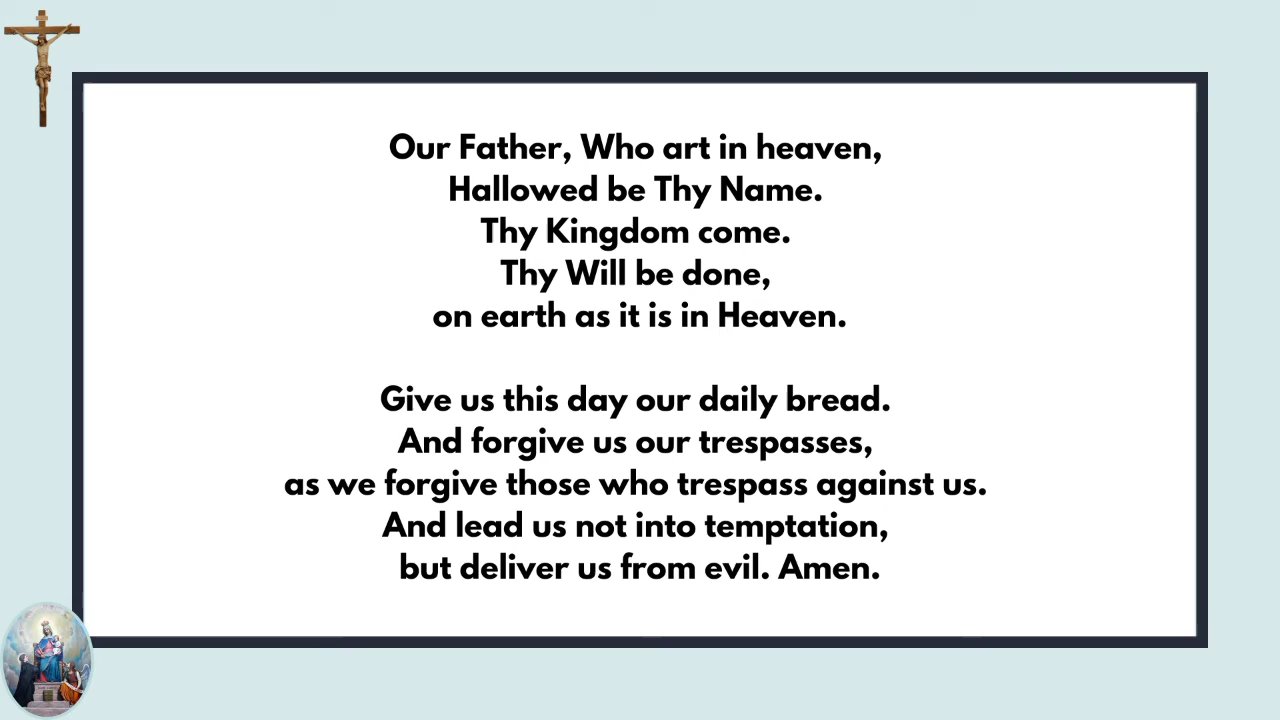 Our Father, Who art in heaven,
Hallowed be Thy Name.
Thy Kingdom come.
Thy Will be done,
on earth as it is in Heaven.
Give us this day our daily bread.
And forgive us our trespasses,
as we forgive those who trespass against us.
And lead us not into temptation,
but deliver us from evil. Amen.